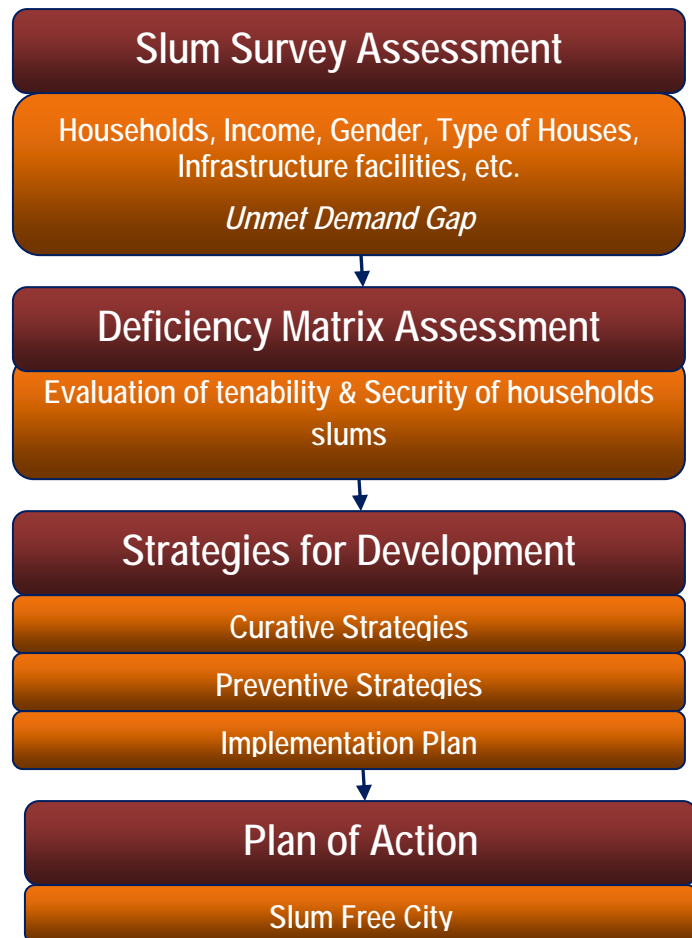 Slum Survey Assessment
Households, Income, Gender, Type of Houses,
Infrastructure facilities, etc.
Unmet Demand Gap
Deficiency Matrix Assessment
Evaluation of tenability & Security of households
slums
Strategies for Development
Curative Strategies
Preventive Strategies
Implementation Plan
Plan of Action
Slum Free City